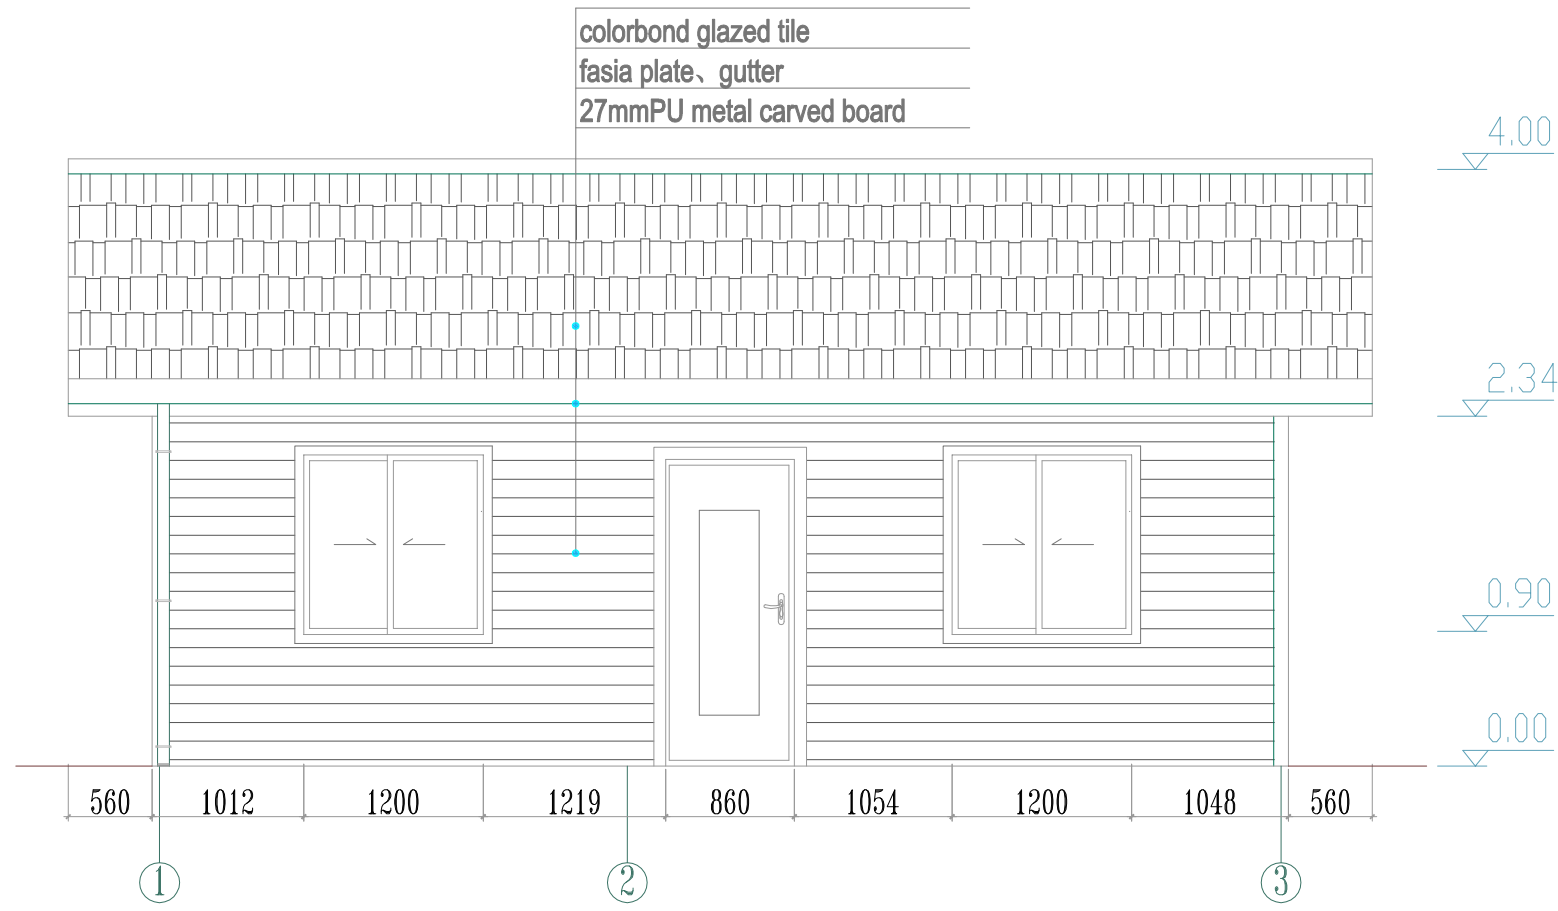 colorbond glazed tile
fasia plate、gutter
27mmPU metal carved board
4.00
2.34
0.90
0.00
560 1012 1200 1219 860 1054 1200 1048 560
1 2 3